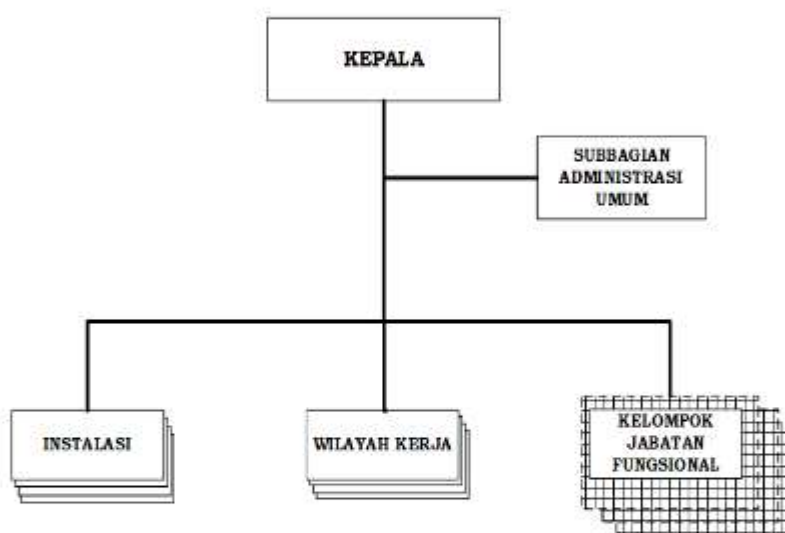 KEPALA
SUBBAGIAN
ADMINISTRASI
UMUM
INSTALASI
WILAYAH KERJA
KELOMPOK
JABATAN
FUNGSIONAL